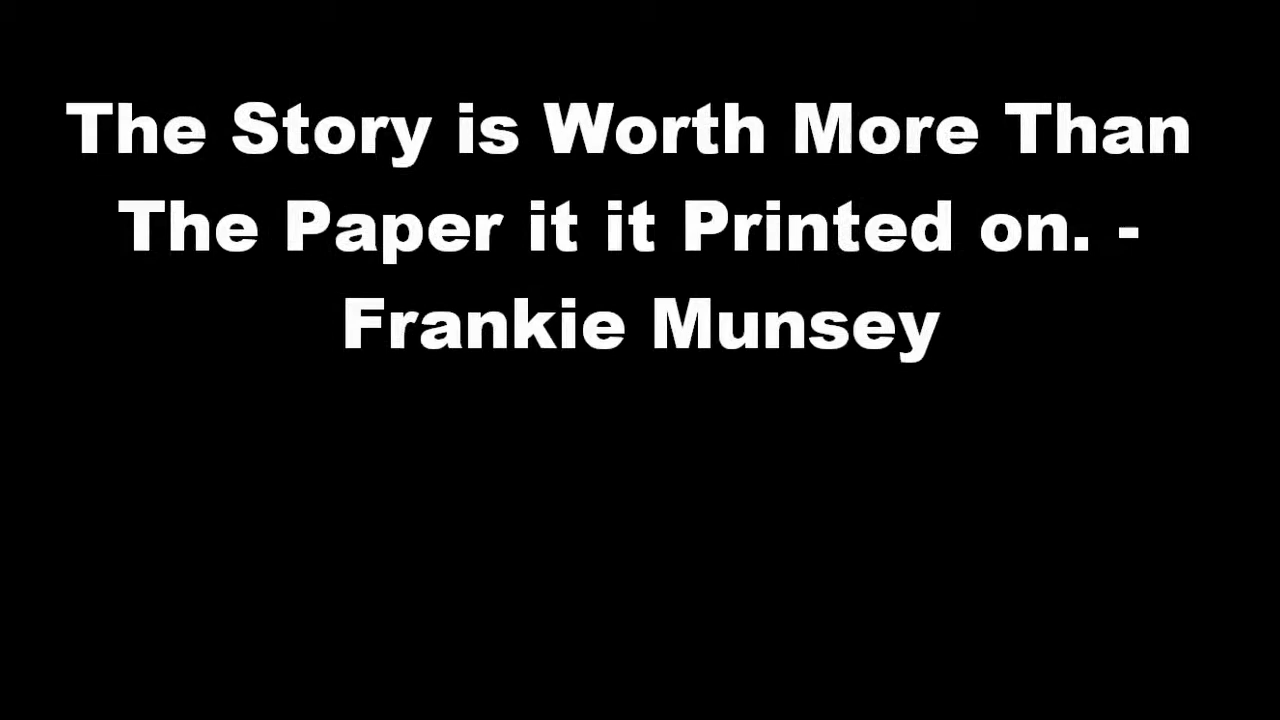 The Story is Worth More Than
The Paper it it Printed on. -
Frankie Munsey